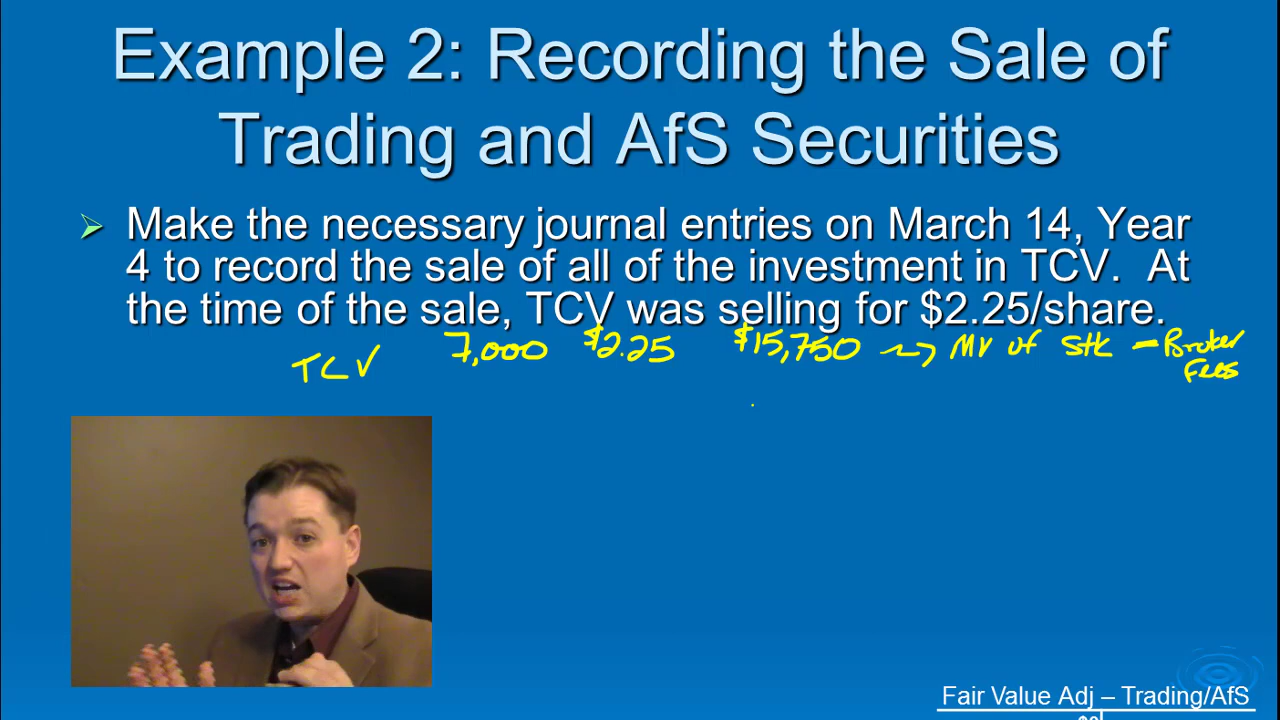 Example 2: Recording the Sale of
Trading and AfS Securities
Make the necessary journal entries on March 14, Year
4 to record the sale of all of the investment in TCV. At
the time of the sale, TCV was selling for $2.25/share.
TCV 7,000 $2.25 $15,750 MV of Stk - Broker
Fees
Fair Value Adj – Trading/AfS